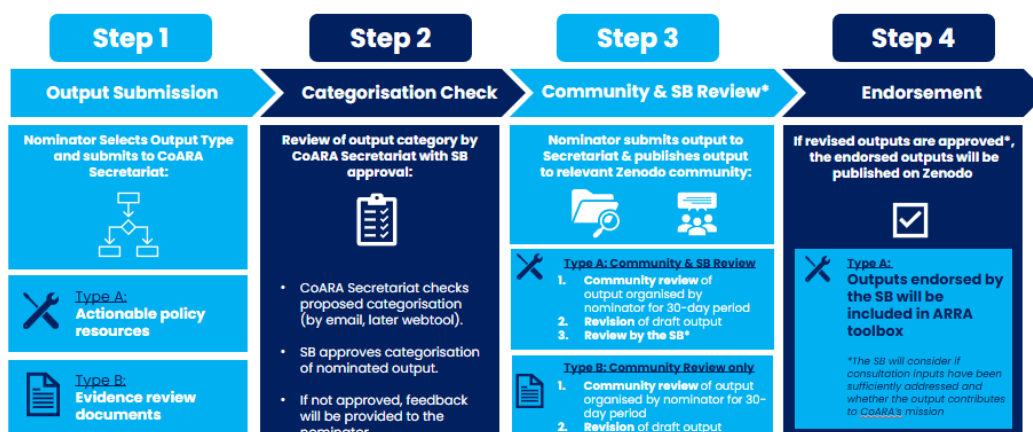 Step 1
Step 2
Step 3
Step 4
Output Submission
Categorisation Check
Community & SB Review*
Endorsement
Nominator Selects Output Type
and submits to CoARA
Secretariat:
Type A:
Actionable policy
resources
Type B:
Evidence review
documents
Review of output category by
CoARA Secretariat with SB
approval:
• CoARA Secretariat checks
proposed categorisation
(by email, later webtool).
• SB approves categorisation
of nominated output.
• If not approved, feedback
will be provided to the
nominator
Nominator submits output to
Secretariat & publishes output
to relevant Zenodo community:
Type A: Community & SB Review
1. Community review of
output organised by
nominator for 30-day period
2. Revision of draft output
3. Review by the SB*
Type B: Community Review only
1. Community review of output
organised by nominator for 30-
day period
2. Revision of draft output
If revised outputs are approved*,
the endorsed outputs will be
published on Zenodo
Type A:
Outputs endorsed by
the SB will be
included in ARRA
toolbox
*The SB will consider if
consultation inputs have been
sufficiently addressed and
whether the output contributes
to CoARA's mission